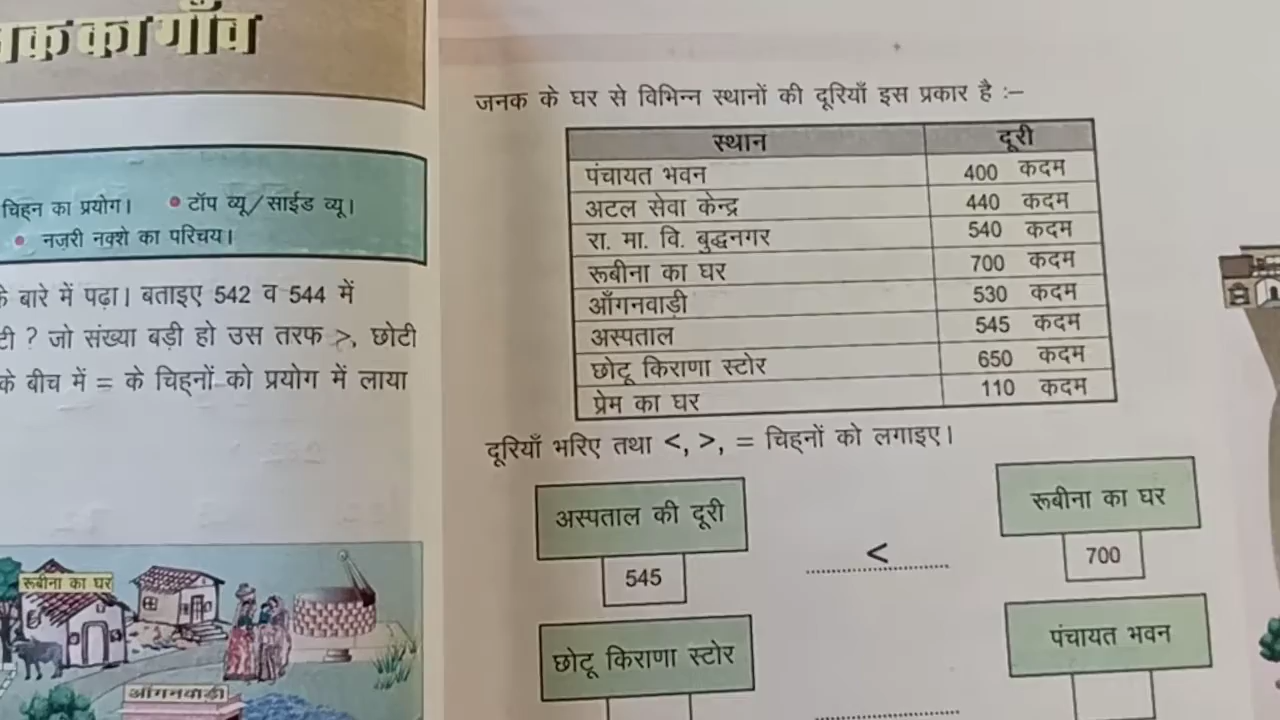 का गाँव
चिह्न का प्रयोग। • टॉप व्यू/साईड व्यू।
• नज़री नक्शे का परिचय।
के बारे में पढ़ा। बताइए 542 व 544 में
टी ? जो संख्या बड़ी हो उस तरफ >, छोटी
के बीच में = के चिह्नों को प्रयोग में लाया
रूबीना का घर
आँगनवाड़ी
जनक के घर से विभिन्न स्थानों की दूरियाँ इस प्रकार है :–
स्थान दूरी
पंचायत भवन 400 कदम
अटल सेवा केन्द्र 440 कदम
रा. मा. वि. बुद्धनगर 540 कदम
रूबीना का घर 700 कदम
आँगनवाड़ी 530 कदम
अस्पताल 545 कदम
छोटू किराणा स्टोर 650 कदम
प्रेम का घर 110 कदम
दूरियाँ भरिए तथा <, >, = चिह्नों को लगाइए।
अस्पताल की दूरी रूबीना का घर
545 < 700
छोटू किराणा स्टोर पंचायत भवन